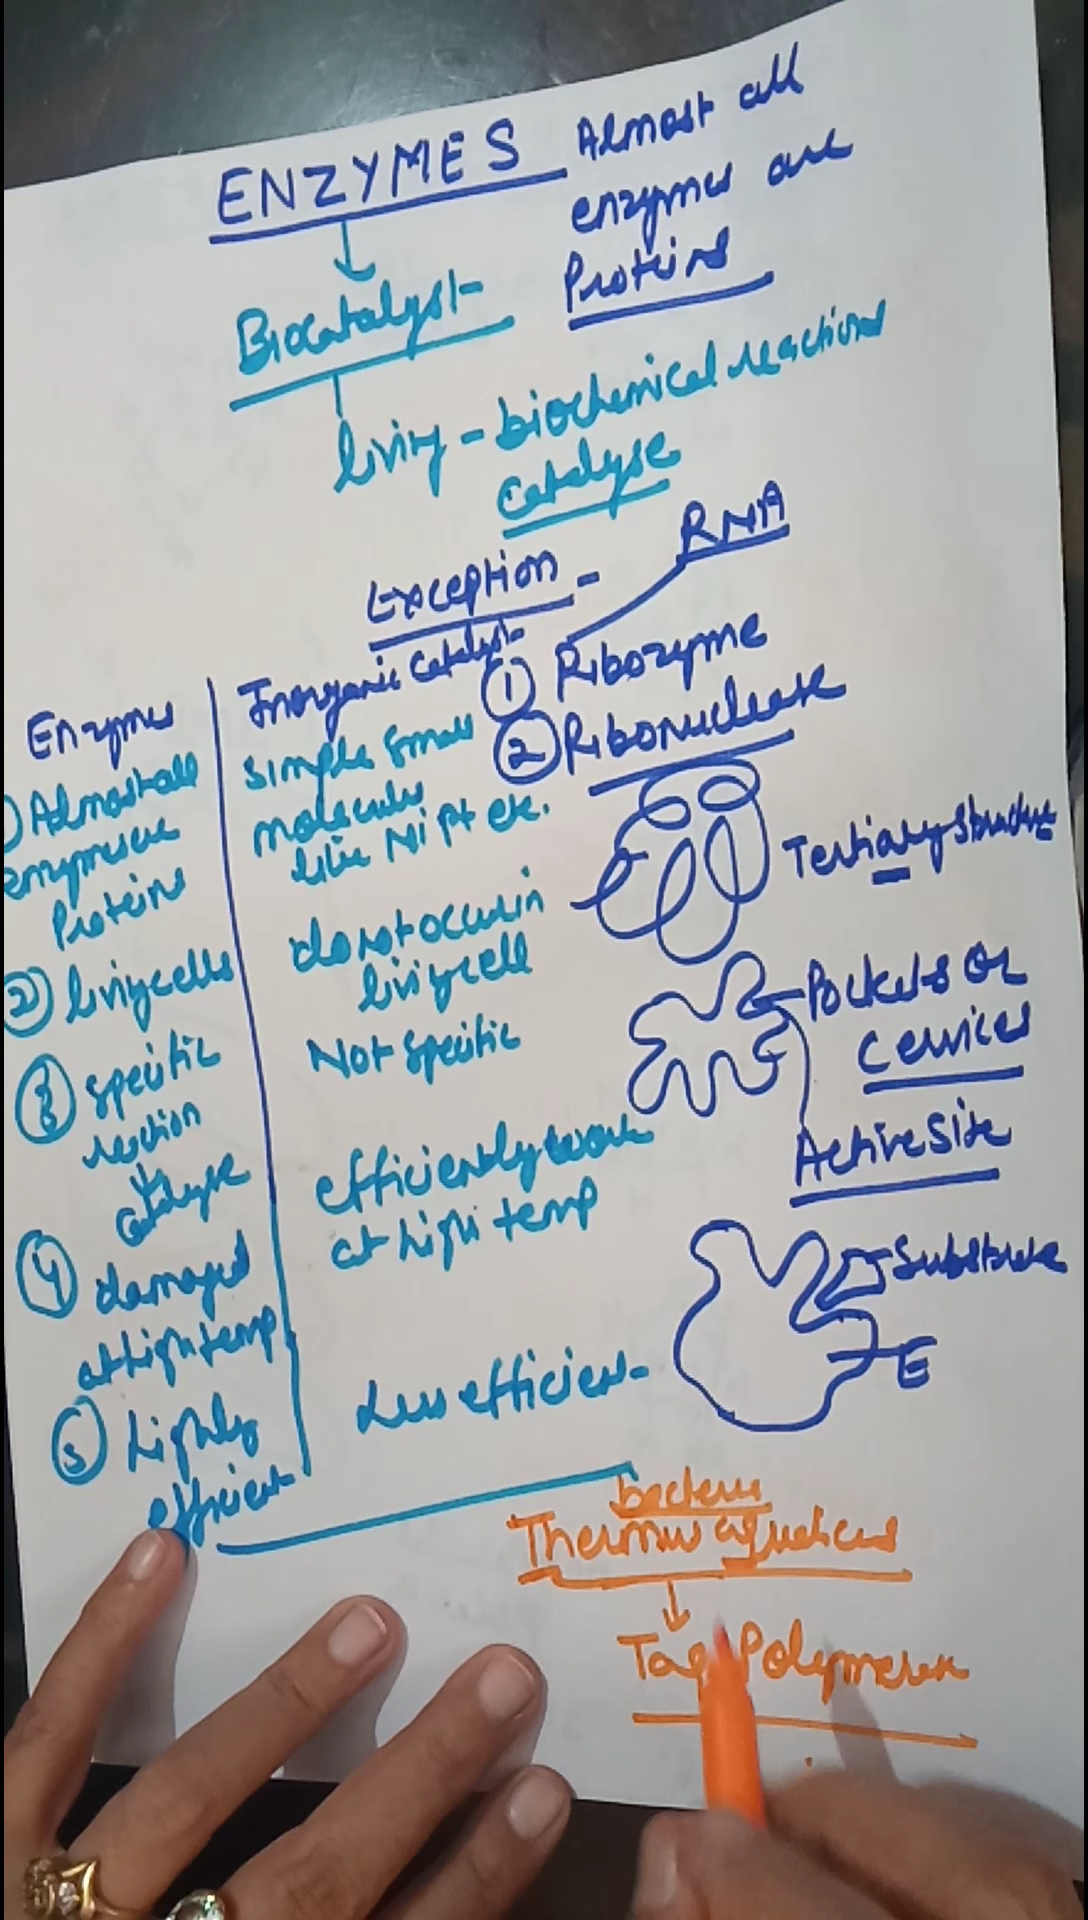 ENZYMES
Almost all
enzymes are
Proteins
Biocatalyst
living - biochemical reactions
Catalyse
Exception -
RNA
① Ribozyme
② Ribonuclease
Enzymes
Inorganic Catalyst
1) Almost all
enzymes are
Proteins
Simple small
molecules
like Ni Pt etc.
② living cells
do not occur in
living cell
③ specific
reaction
catalyse
Not specific
④ damaged
at high temp
efficiently work
at high temp
⑤ highly
efficient
Less efficient
Tertiary structure
Pockets or
Cervices
Active Site
Substrate
E
bacteria
Thermus aquaticus
Taq Polymerase